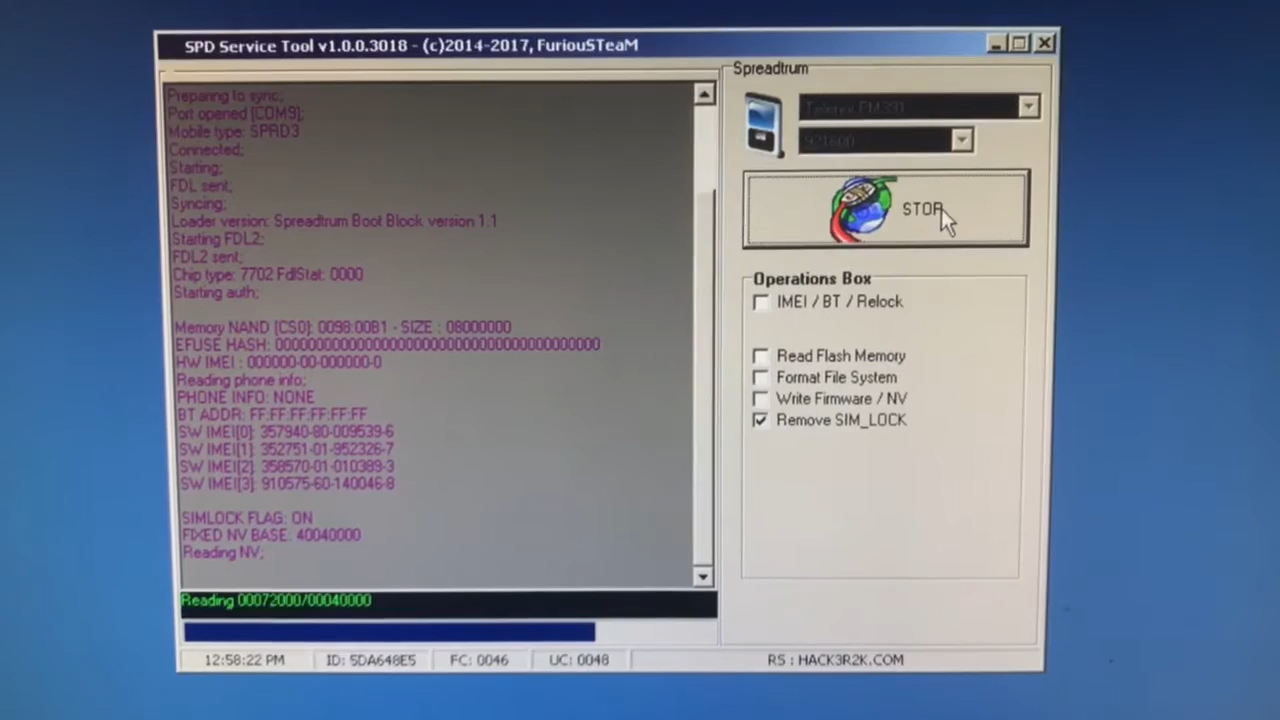 SPD Service Tool v1.0.0.3018 - (c)2014-2017, FuriouSTeaM
Preparing to sync;
Port opened [COM9];
Mobile type: SPRD3
Connected;
Starting;
FDL sent;
Syncing;
Loader version: Spreadtrum Boot Block version 1.1
Starting FDL2;
FDL2 sent;
Chip type: 7702 FdlStat: 0000
Starting auth;
Memory NAND [CS0]: 0098:00B1 - SIZE : 08000000
EFUSE HASH: 0000000000000000000000000000000000000000
HW IMEI : 000000-00-000000-0
Reading phone info;
PHONE INFO: NONE
BT ADDR: FF:FF:FF:FF:FF:FF
SW IMEI[0]: 357940-80-009539-6
SW IMEI[1]: 352751-01-952326-7
SW IMEI[2]: 358570-01-010389-3
SW IMEI[3]: 910575-60-140046-8
SIMLOCK FLAG: ON
FIXED NV BASE: 40040000
Reading NV;
Reading 00072000/00040000
12:58:22 PM
ID: 5DA648E5
FC: 0046
UC: 0048
R5 : HACK3R2K.COM
Spreadtrum
921600
STOP
Operations Box
IMEI / BT / Relock
Read Flash Memory
Format File System
Write Firmware / NV
Remove SIM_LOCK